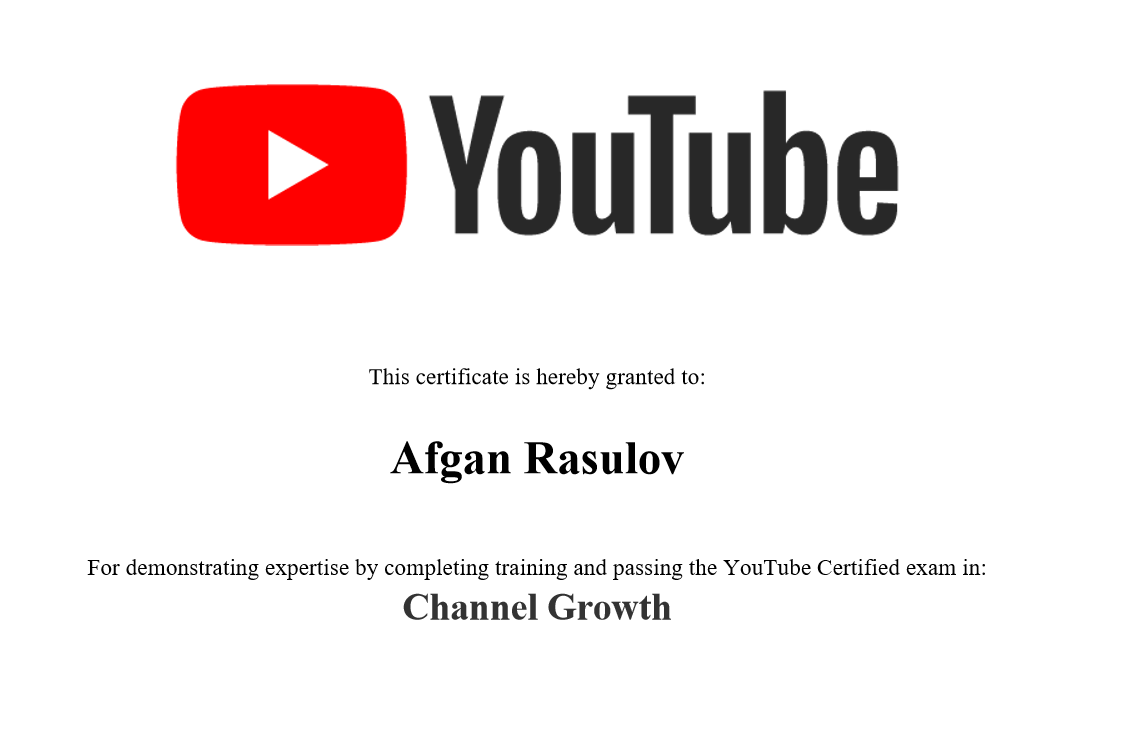 YouTube
This certificate is hereby granted to:
Afgan Rasulov
For demonstrating expertise by completing training and passing the YouTube Certified exam in:
Channel Growth